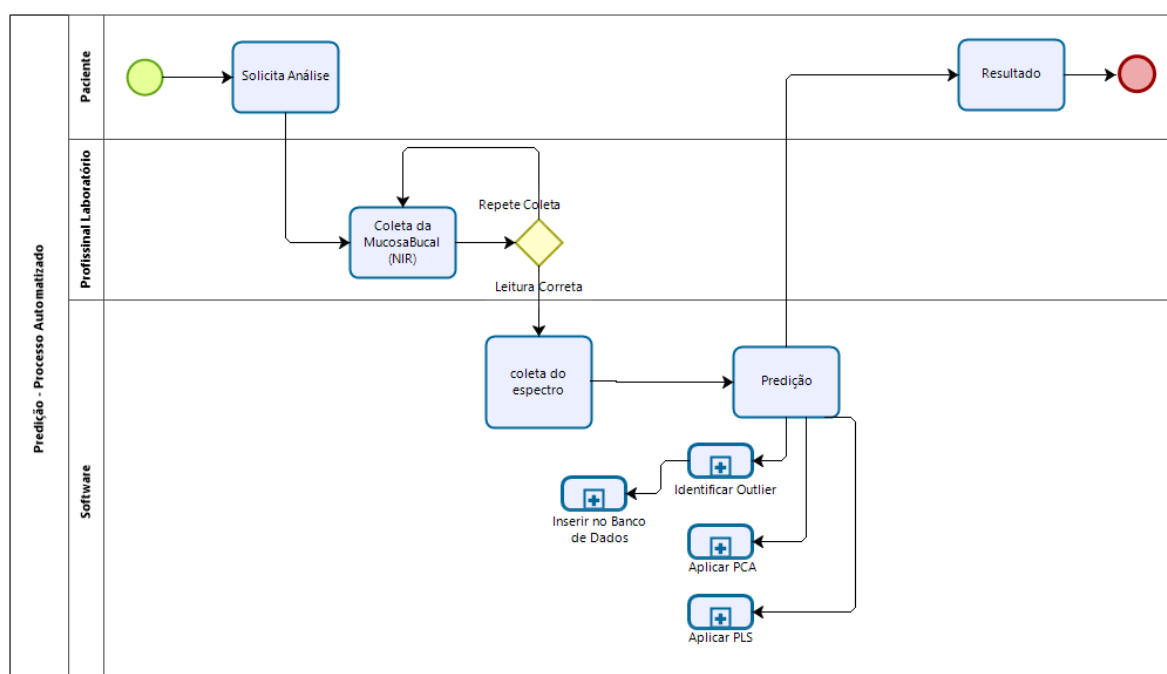 Predição - Processo Automatizado
Paciente
Solicita Análise
Resultado
Profissinal Laboratório
Repete Coleta
Coleta da
MucosaBucal
(NIR)
Leitura Correta
Software
coleta do
espectro
Predição
Identificar Outlier
Inserir no Banco
de Dados
Aplicar PCA
Aplicar PLS